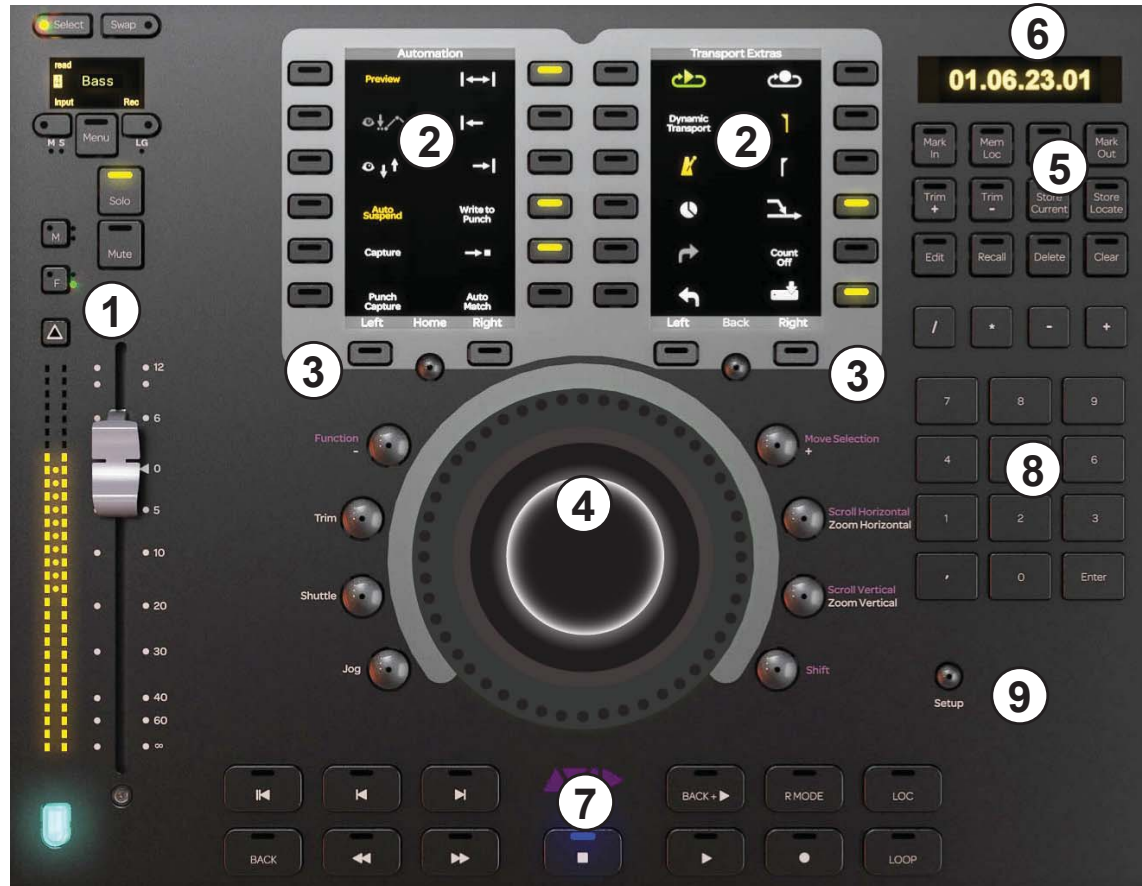 Select Swap
read
Bass
Input Rec
M S Menu LG
Solo
M
Mute
F
1
12
6
0
5
10
20
30
40
60
∞
Automation
Preview
2
Auto
Suspend
Write to
Punch
Capture
Punch
Capture
Auto
Match
Left Home Right
3
Transport Extras
Dynamic
Transport
2
Count
Off
Left Back Right
3
6
01.06.23.01
Mark
In
Mem
Loc
5
Mark
Out
Trim
+
Trim
-
Store
Current
Store
Locate
Edit Recall Delete Clear
/ * - +
7 8 9
4 8 6
1 2 3
, 0 Enter
Function
-
Trim
Shuttle
Jog
4
Move Selection
+
Scroll Horizontal
Zoom Horizontal
Scroll Vertical
Zoom Vertical
Shift
Setup
9
7
BACK+ R MODE LOC
BACK LOOP